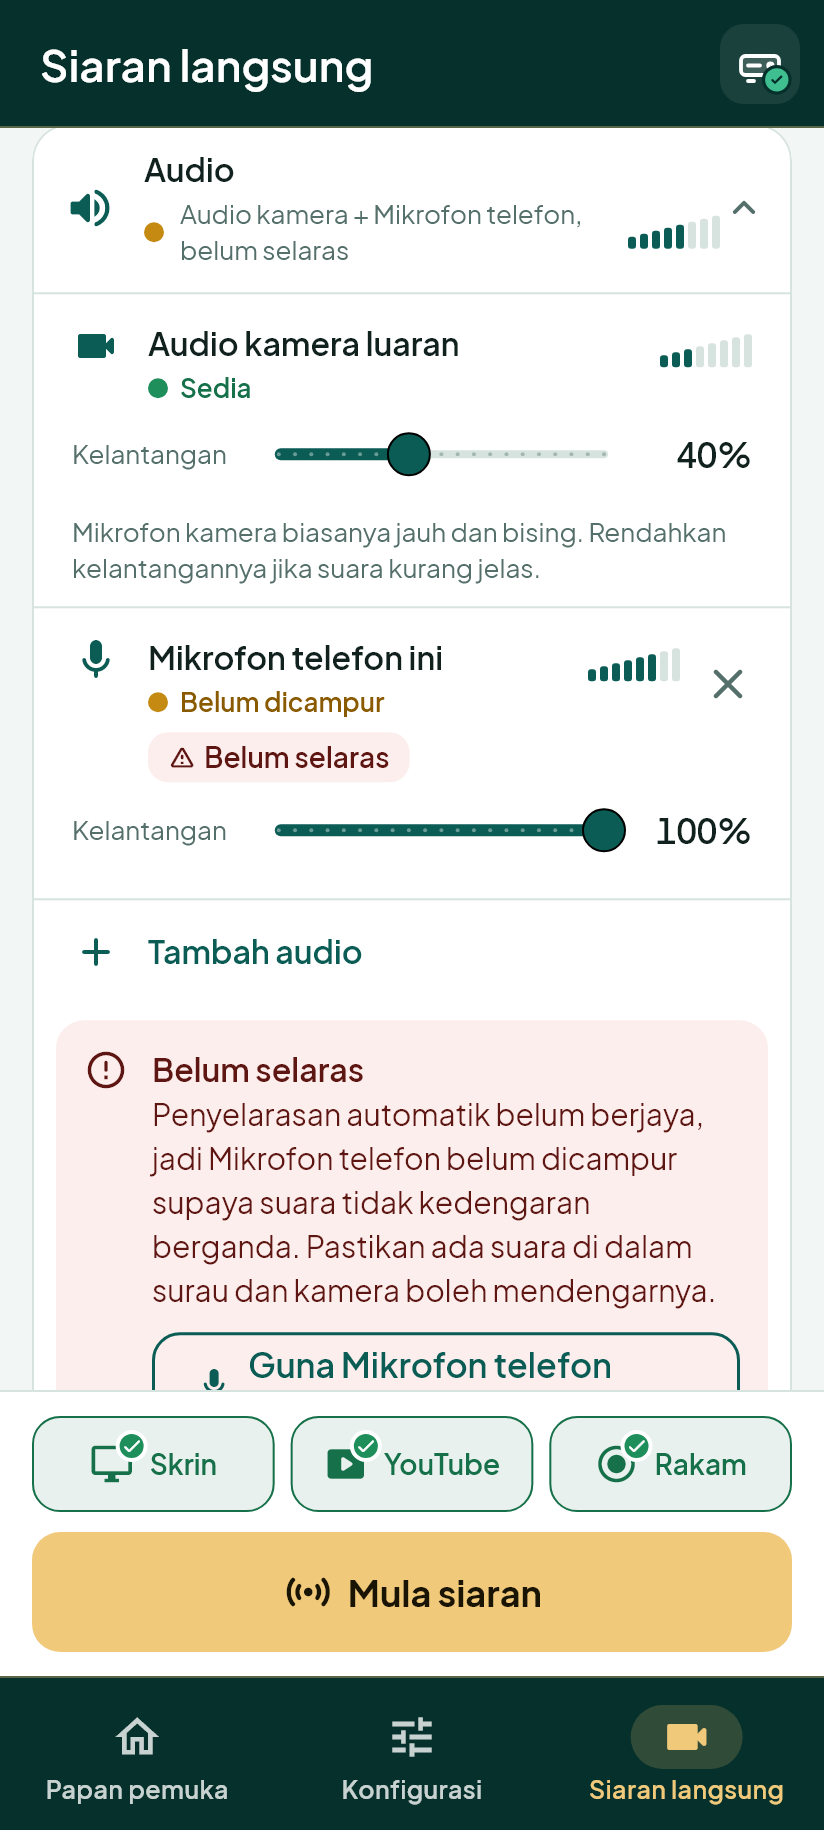 Siaran langsung
Audio
Audio kamera + Mikrofon telefon,
belum selaras
Audio kamera luaran
Sedia
Kelantangan
40%
Mikrofon kamera biasanya jauh dan bising. Rendahkan
kelantangannya jika suara kurang jelas.
Mikrofon telefon ini
Belum dicampur
Belum selaras
Kelantangan
100%
Tambah audio
Belum selaras
Penyelarasan automatik belum berjaya,
jadi Mikrofon telefon belum dicampur
supaya suara tidak kedengaran
berganda. Pastikan ada suara di dalam
surau dan kamera boleh mendengarnya.
Guna Mikrofon telefon
Skrin
YouTube
Rakam
Mula siaran
Papan pemuka
Konfigurasi
Siaran langsung